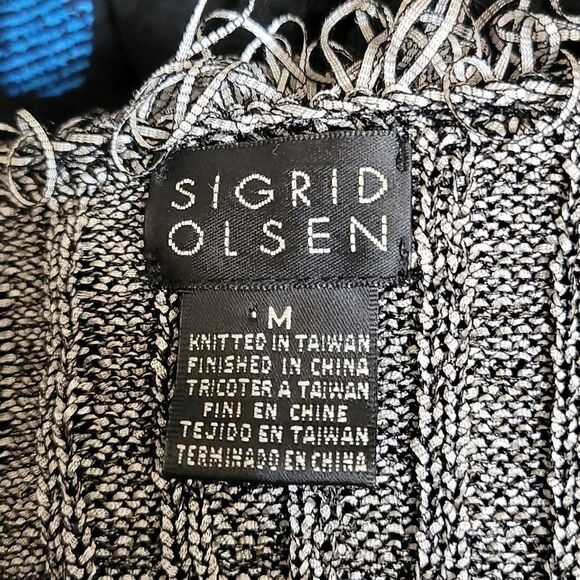 SIGRID
OLSEN
M
KNITTED IN TAIWAN
FINISHED IN CHINA
TRICOTER A TAIWAN
FINI EN CHINE
TEJIDO EN TAIWAN
TERMINADO EN CHINA